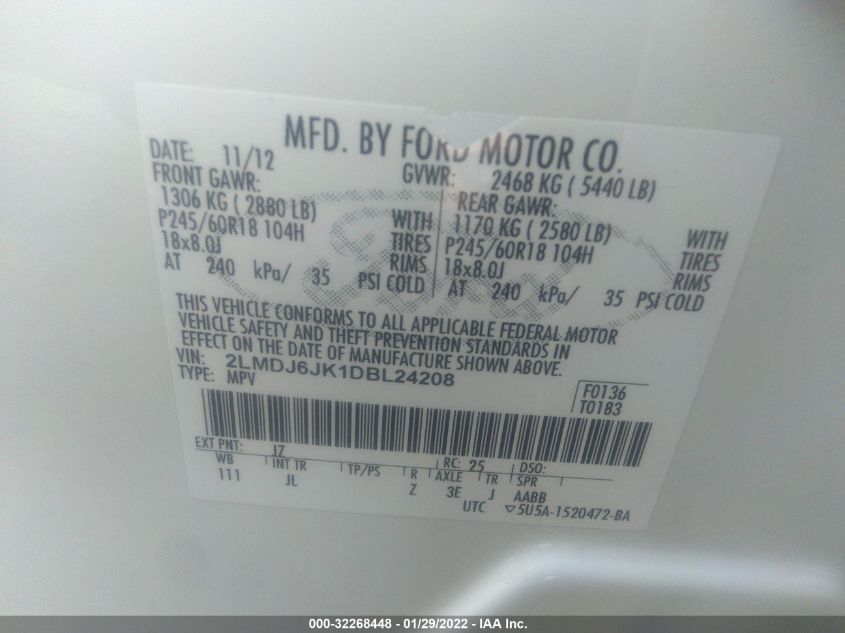 MFD. BY FORD MOTOR CO.
DATE: 11/12 GVWR: 2468 KG ( 5440 LB)
FRONT GAWR: REAR GAWR:
1306 KG ( 2880 LB) WITH 1170 KG ( 2580 LB) WITH
P245/60R18 104H TIRES P245/60R18 104H TIRES
18x8.0J RIMS 18x8.0J RIMS
AT 240 kPa/ 35 PSI COLD AT 240 kPa/ 35 PSI COLD
THIS VEHICLE CONFORMS TO ALL APPLICABLE FEDERAL MOTOR
VEHICLE SAFETY AND THEFT PREVENTION STANDARDS IN
EFFECT ON THE DATE OF MANUFACTURE SHOWN ABOVE.
VIN: 2LMDJ6JK1DBL24208
TYPE: MPV
F0136
T0183
EXT PNT: JZ RC: 25 DSO:
WB INT TR TP/PS R AXLE TR SPR
111 JL Z 3E J AABB
UTC ▽5U5A-1520472-BA
000-32268448 - 01/29/2022 - IAA Inc.